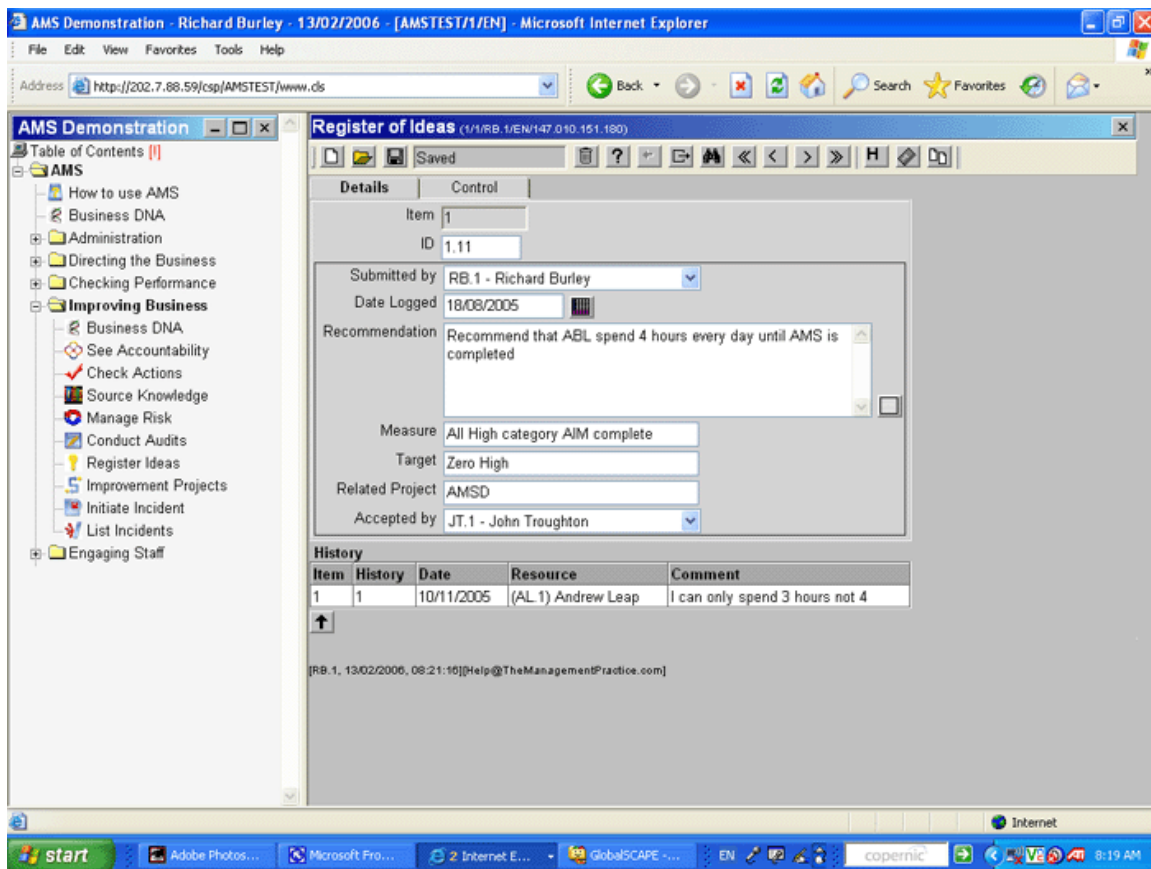 AMS Demonstration - Richard Burley - 13/02/2006 - [AMSTEST/1/EN] - Microsoft Internet Explorer
File Edit View Favorites Tools Help
Address http://202.7.88.59/csp/AMSTEST/www.cls Back Search Favorites
AMS Demonstration
Table of Contents [!]
AMS
How to use AMS
Business DNA
Administration
Directing the Business
Checking Performance
Improving Business
Business DNA
See Accountability
Check Actions
Source Knowledge
Manage Risk
Conduct Audits
Register Ideas
Improvement Projects
Initiate Incident
List Incidents
Engaging Staff
Register of Ideas (1/1/RB.1/EN/147.010.151.180)
Saved ? H
Details Control
Item 1
ID 1.11
Submitted by RB.1 - Richard Burley
Date Logged 18/08/2005
Recommendation Recommend that ABL spend 4 hours every day until AMS is
completed
Measure All High category AIM complete
Target Zero High
Related Project AMSD
Accepted by JT.1 - John Troughton
History
Item History Date Resource Comment
1 1 10/11/2005 (AL.1) Andrew Leap I can only spend 3 hours not 4
[RB.1, 13/02/2006, 08:21:16][Help@TheManagementPractice.com]
Internet
start Adobe Photos... Microsoft Fro... 2 Internet E... GlobalSCAPE -... EN copernic 8:19 AM